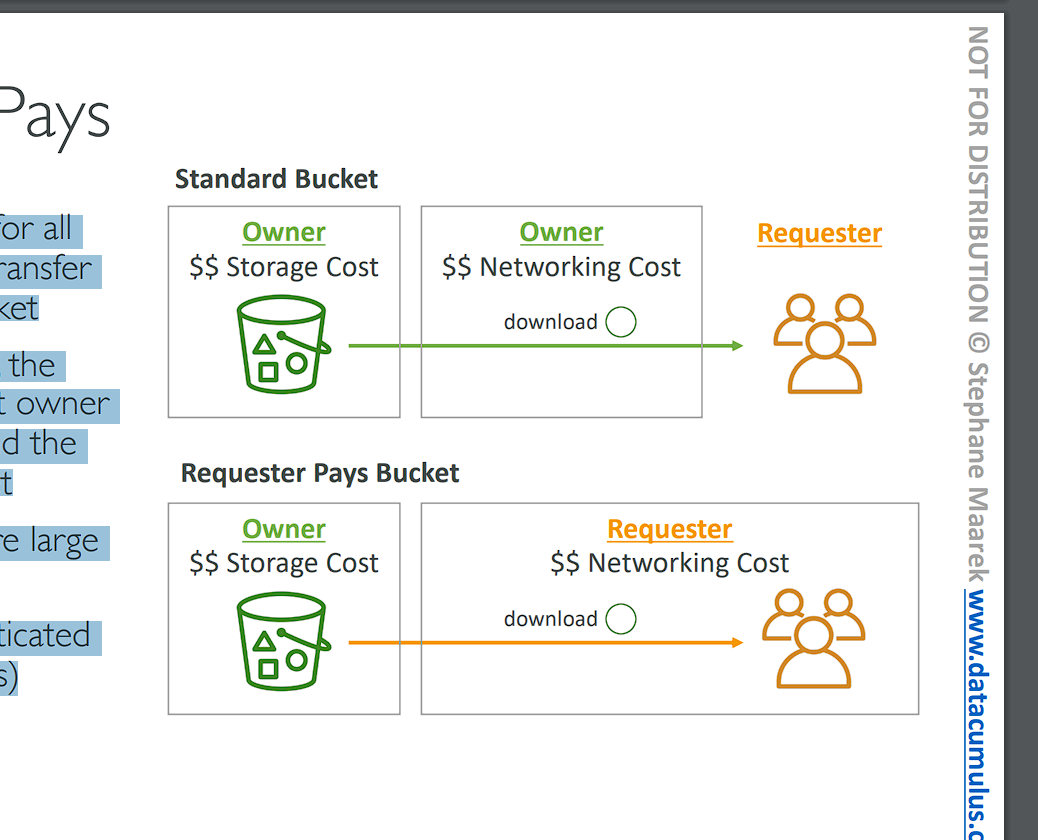 Pays
for all
ransfer
ket
the
t owner
d the
t
re large
ticated
s)
Standard Bucket
Owner
$$ Storage Cost
Owner
$$ Networking Cost
download
Requester
Requester Pays Bucket
Owner
$$ Storage Cost
Requester
$$ Networking Cost
download
NOT FOR DISTRIBUTION © Stephane Maarek www.datacumulus.c